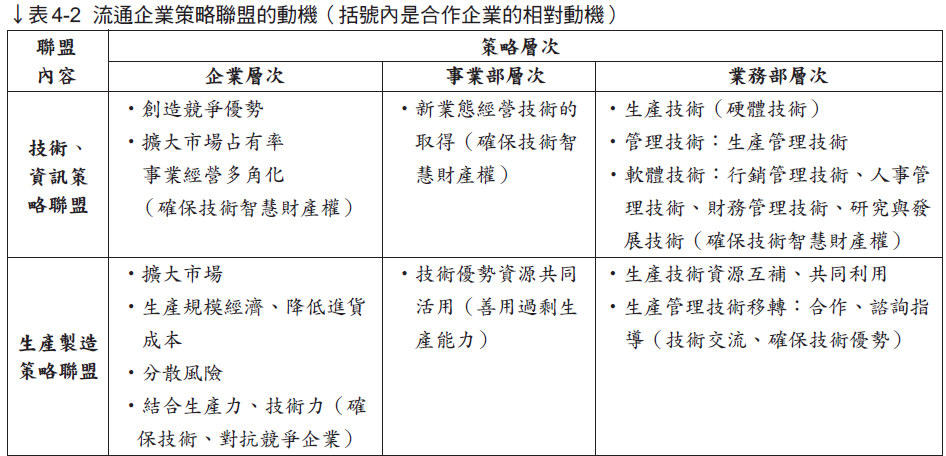 ↓表4-2 流通企業策略聯盟的動機（括號內是合作企業的相對動機）
聯盟
內容
策略層次
企業層次
事業部層次
業務部層次
技術、
資訊策
略聯盟
・創造競爭優勢
・擴大市場占有率
事業經營多角化
（確保技術智慧財產權）
・新業態經營技術的
取得（確保技術智
慧財產權）
・生產技術（硬體技術）
・管理技術：生產管理技術
・軟體技術：行銷管理技術、人事管
理技術、財務管理技術、研究與發
展技術（確保技術智慧財產權）
生產製造
策略聯盟
・擴大市場
・生產規模經濟、降低進貨
成本
・分散風險
・結合生產力、技術力（確
保技術、對抗競爭企業）
・技術優勢資源共同
活用（善用過剩生
產能力）
・生產技術資源互補、共同利用
・生產管理技術移轉：合作、諮詢指
導（技術交流、確保技術優勢）